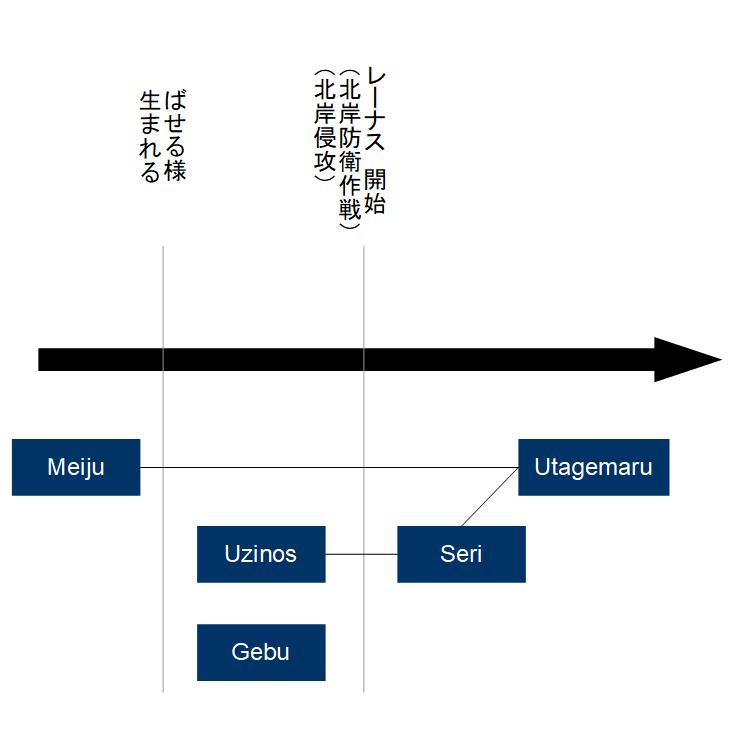 ばせる様
生まれる
レーナス　開始
（北岸防衛作戦）
（北岸侵攻）
Meiju
Utagemaru
Uzinos
Seri
Gebu